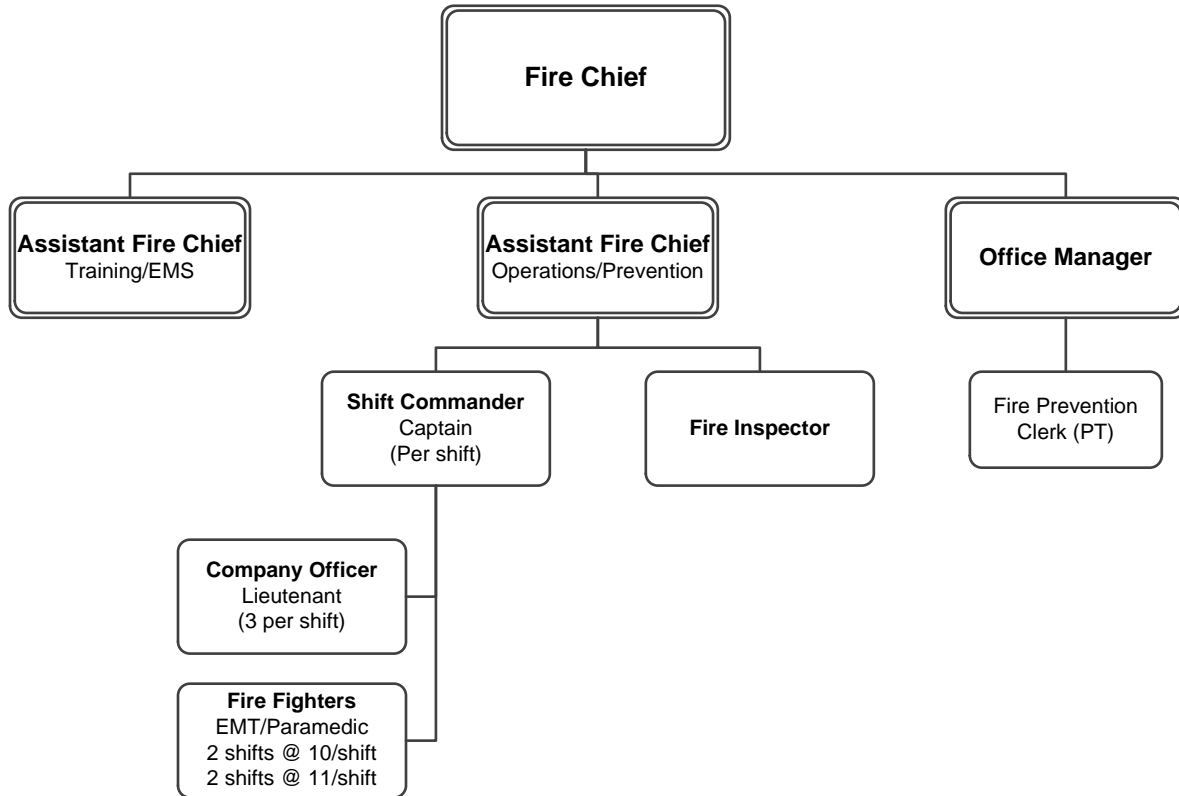 Fire Chief
Assistant Fire Chief
Training/EMS
Assistant Fire Chief
Operations/Prevention
Office Manager
Shift Commander
Captain
(Per shift)
Fire Inspector
Fire Prevention
Clerk (PT)
Company Officer
Lieutenant
(3 per shift)
Fire Fighters
EMT/Paramedic
2 shifts @ 10/shift
2 shifts @ 11/shift